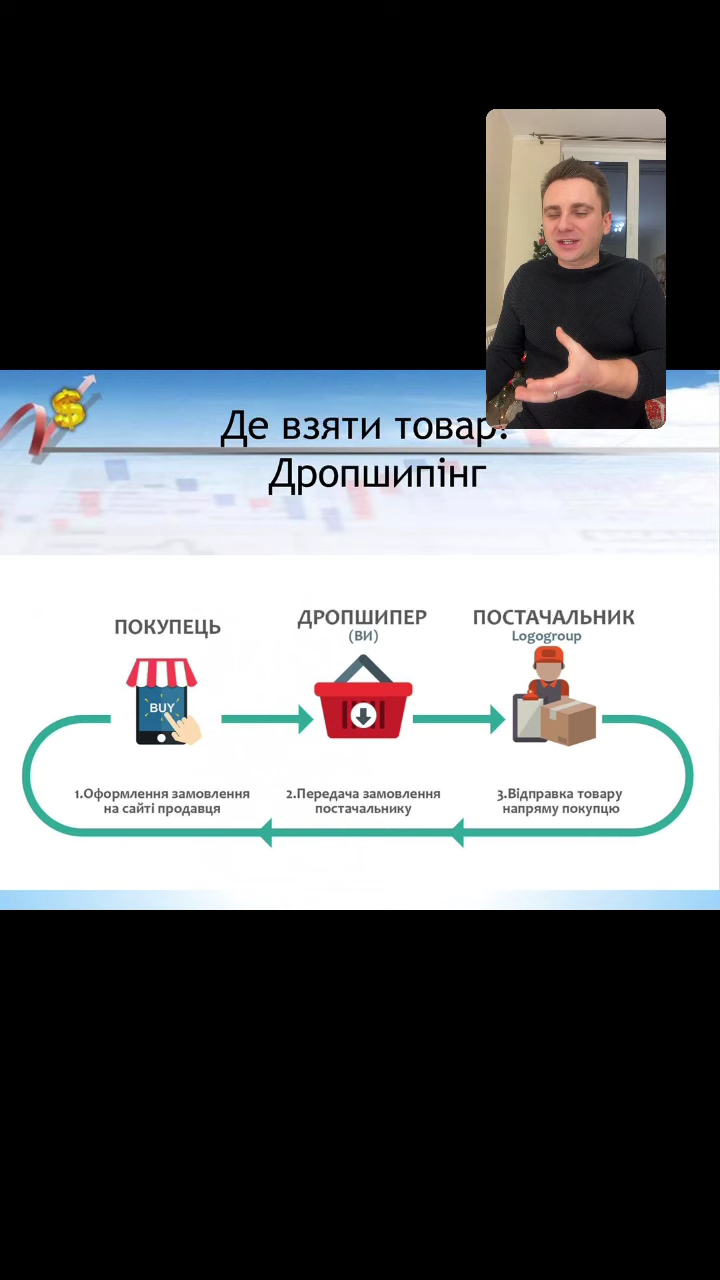 Де взяти товар?
Дропшипінг
ПОКУПЕЦЬ
ДРОПШИПЕР
(ВИ)
ПОСТАЧАЛЬНИК
Logogroup
BUY
1.Оформлення замовлення
на сайті продавця
2.Передача замовлення
постачальнику
3.Відправка товару
напряму покупцю